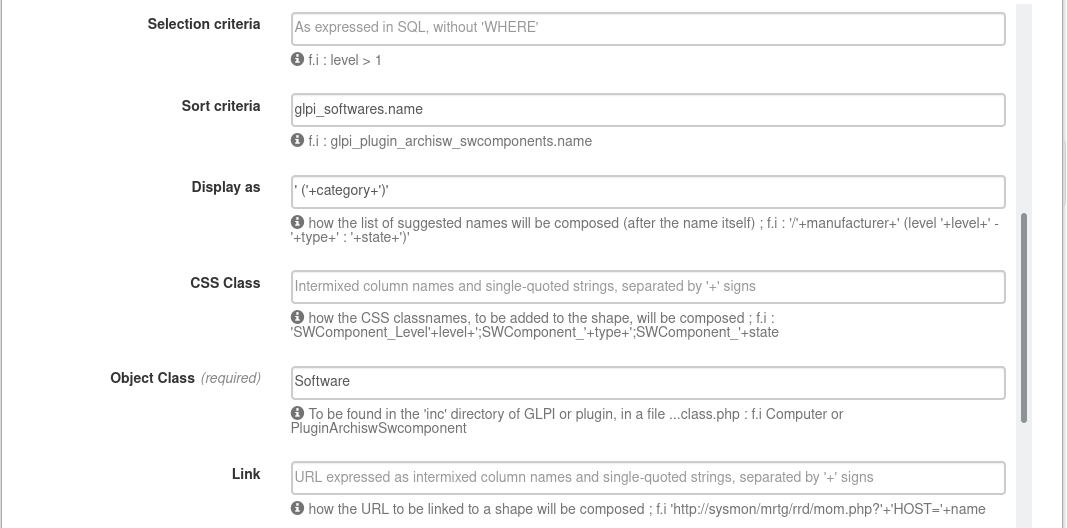 Selection criteria
As expressed in SQL, without 'WHERE'
f.i : level > 1
Sort criteria
glpi_softwares.name
f.i : glpi_plugin_archisw_swcomponents.name
Display as
' ('+category+')'
how the list of suggested names will be composed (after the name itself) ; f.i : '/'+manufacturer+' (level '+level+' -
'+type+' : '+state+')'
CSS Class
Intermixed column names and single-quoted strings, separated by '+' signs
how the CSS classnames, to be added to the shape, will be composed ; f.i :
'SWComponent_Level'+level+';SWComponent_'+type+';SWComponent_'+state
Object Class (required)
Software
To be found in the 'inc' directory of GLPI or plugin, in a file ...class.php : f.i Computer or
PluginArchiswSwcomponent
Link
URL expressed as intermixed column names and single-quoted strings, separated by '+' signs
how the URL to be linked to a shape will be composed ; f.i 'http://sysmon/mrtg/rrd/mom.php?'+'HOST='+name